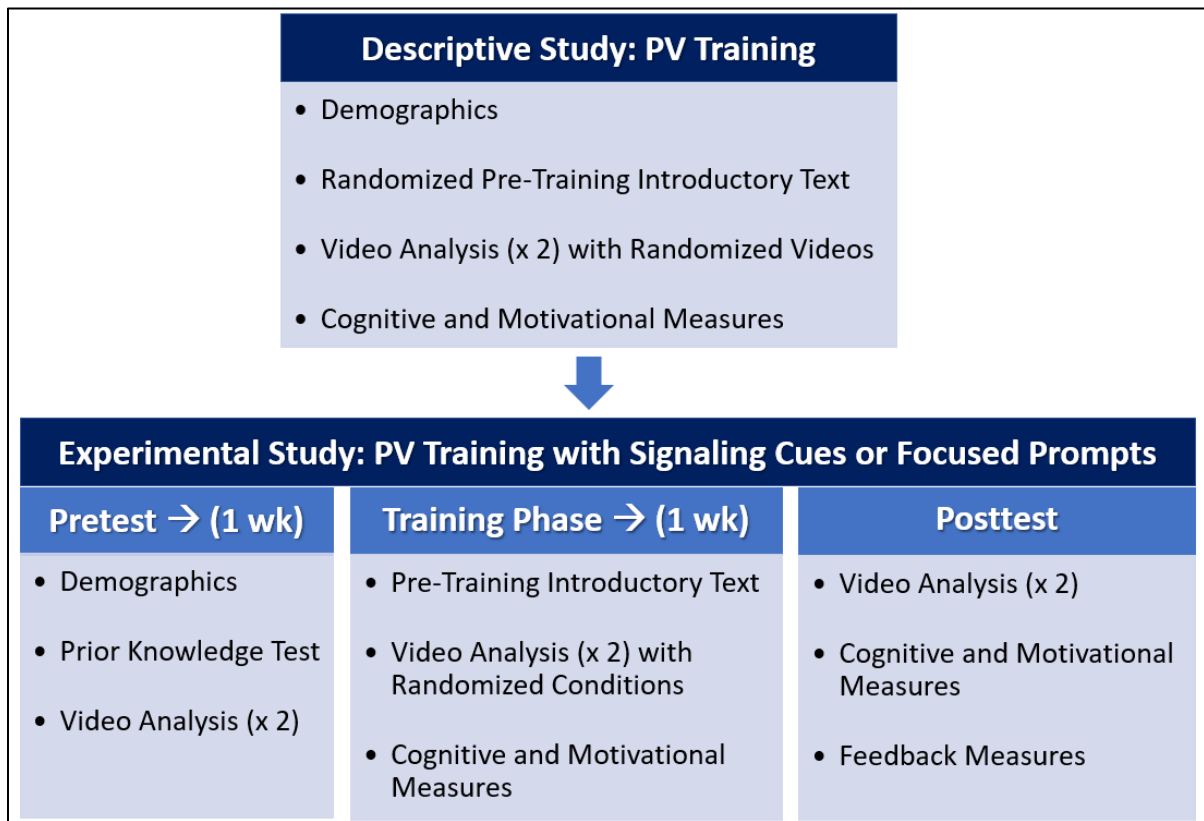 Descriptive Study: PV Training
• Demographics
• Randomized Pre-Training Introductory Text
• Video Analysis (x 2) with Randomized Videos
• Cognitive and Motivational Measures
Experimental Study: PV Training with Signaling Cues or Focused Prompts
Pretest → (1 wk)
• Demographics
• Prior Knowledge Test
• Video Analysis (x 2)
Training Phase → (1 wk)
• Pre-Training Introductory Text
• Video Analysis (x 2) with
Randomized Conditions
• Cognitive and Motivational
Measures
Posttest
• Video Analysis (x 2)
• Cognitive and Motivational
Measures
• Feedback Measures